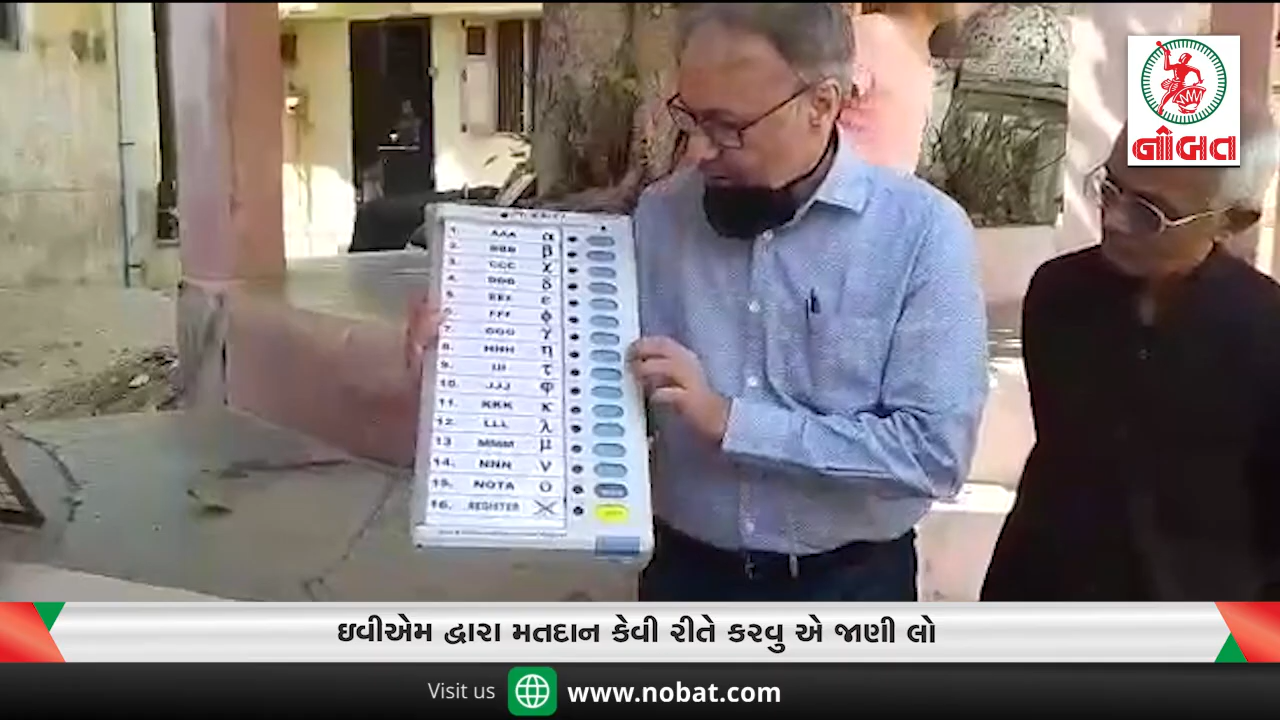 નોબત
1. AAA α
2. BBB β
3. CCC χ
4. DDD δ
5. EEE ε
6. FFF ϕ
7. GGG γ
8. HHH η
9. III τ
10. JJJ φ
11. KKK κ
12. LLL λ
13 MMM μ
14. NNN ν
15. NOTA O
16. REGISTER
ઇવીએમ દ્વારા મતદાન કેવી રીતે કરવુ એ જાણી લો
Visit us www.nobat.com